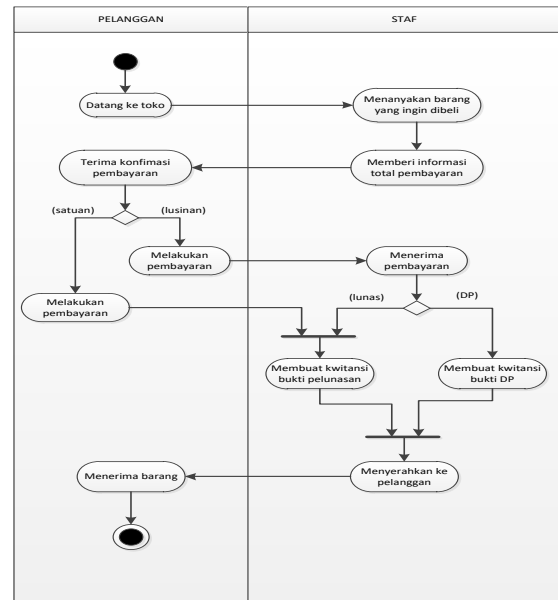 PELANGGAN
STAF
Datang ke toko
Menanyakan barang
yang ingin dibeli
Terima konfimasi
pembayaran
Memberi informasi
total pembayaran
(satuan)
(lusinan)
Melakukan
pembayaran
Menerima
pembayaran
Melakukan
pembayaran
(lunas)
(DP)
Membuat kwitansi
bukti pelunasan
Membuat kwitansi
bukti DP
Menerima barang
Menyerahkan ke
pelanggan